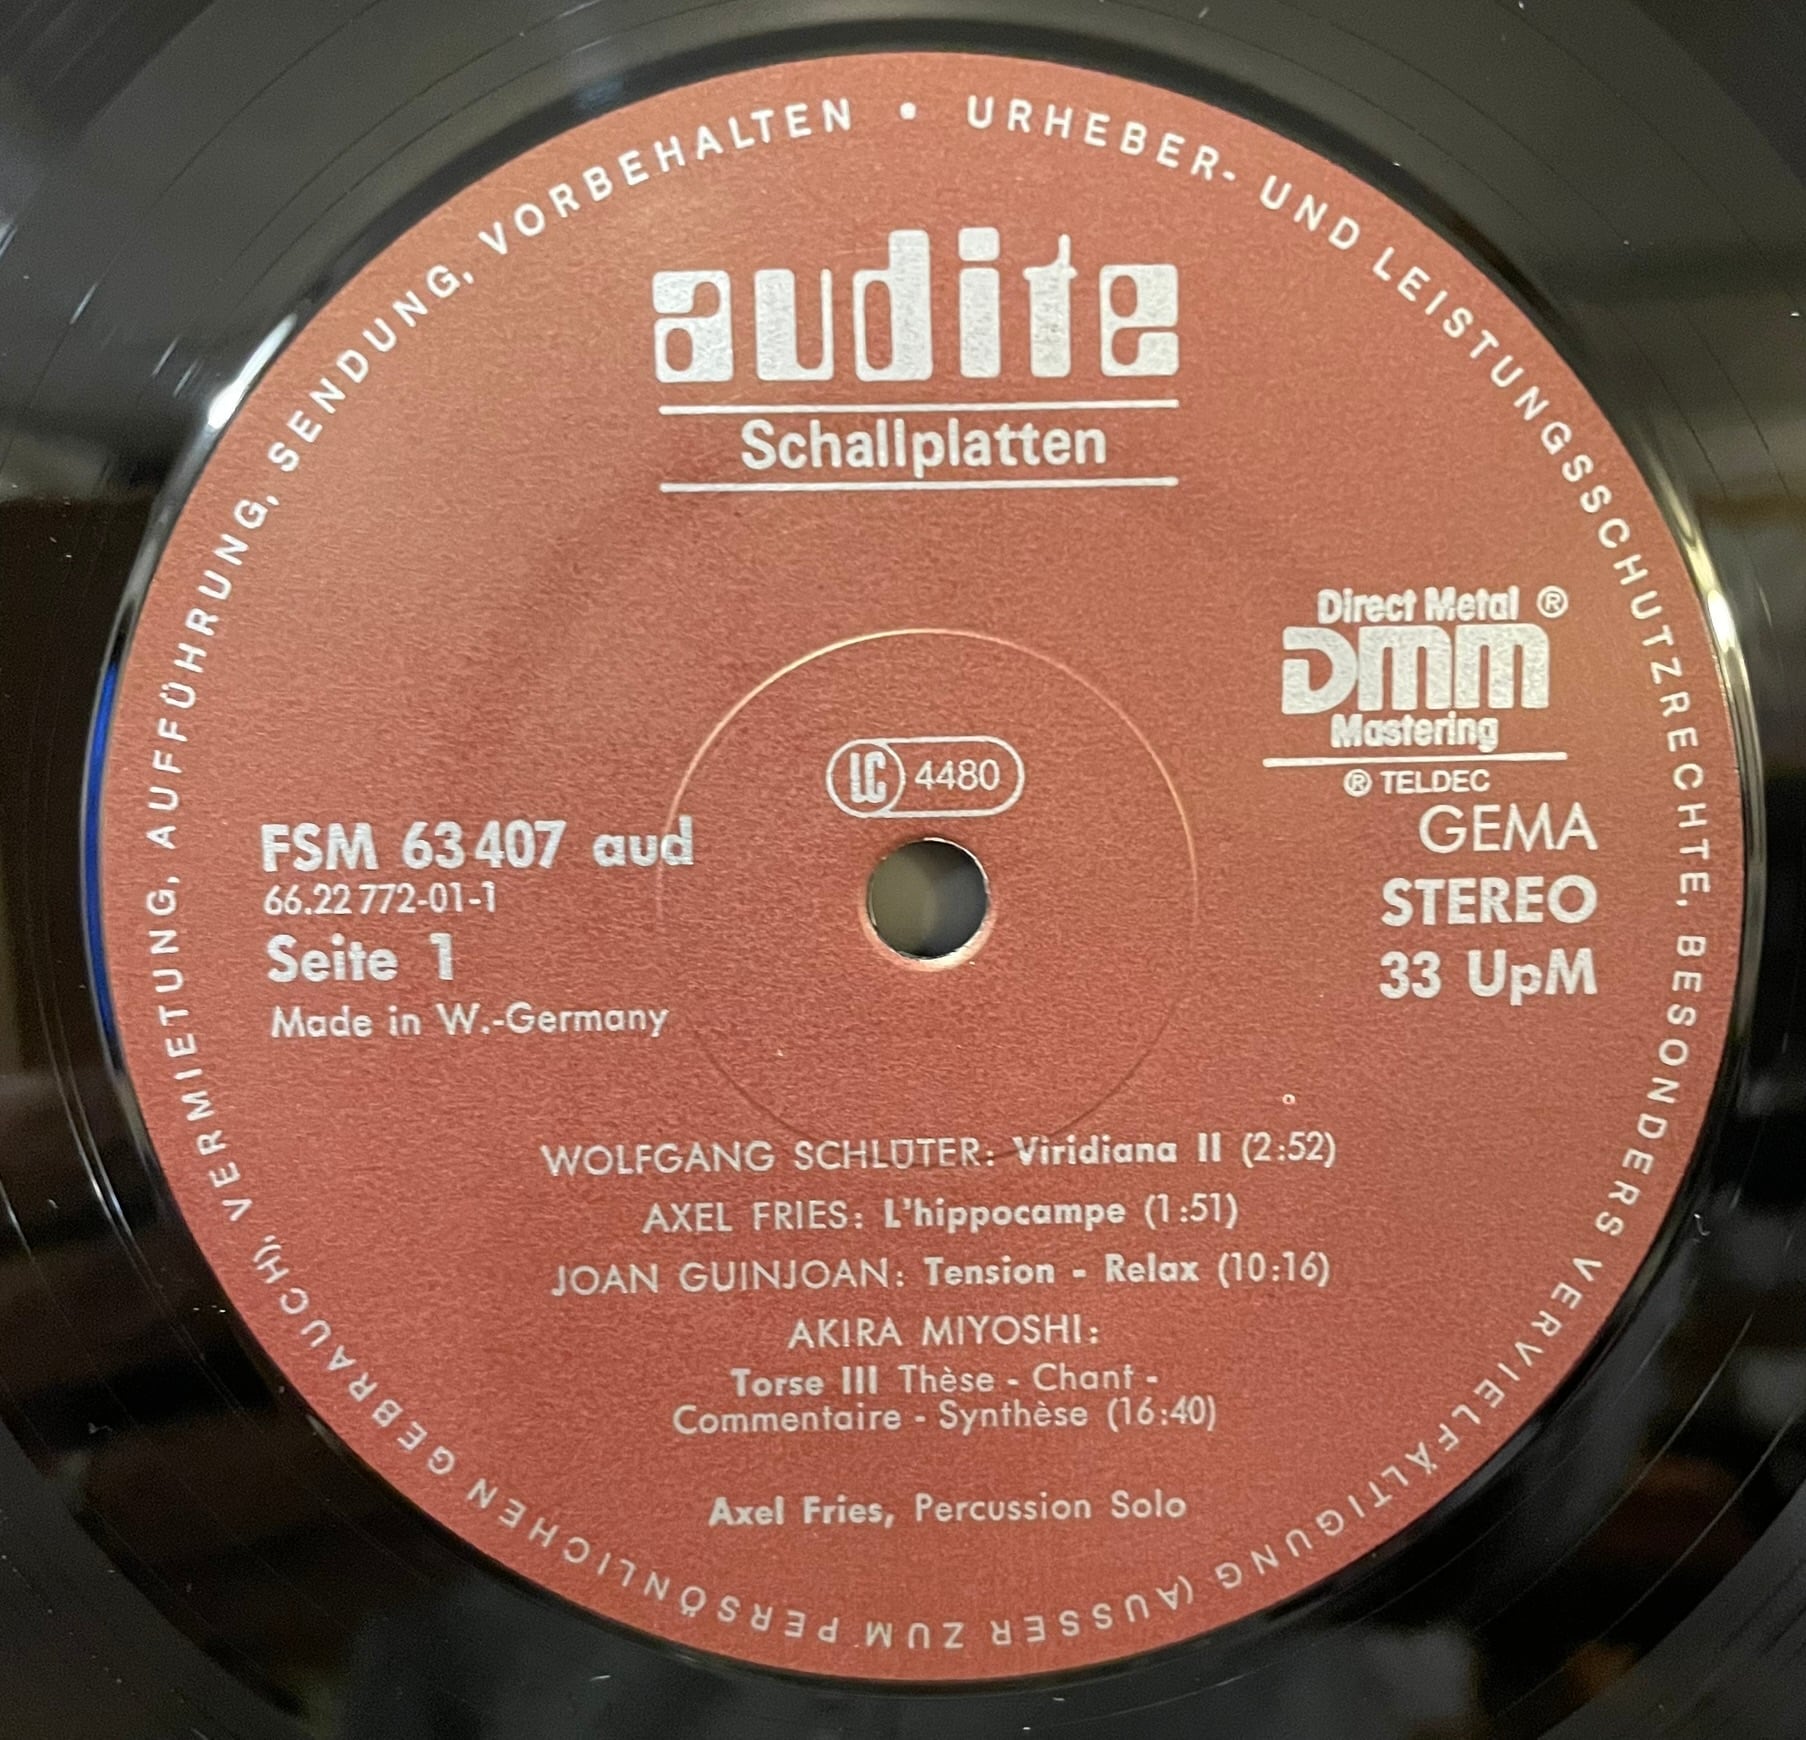 URHEBER- UND LEISTUNGSSCHUTZRECHTE, BESONDERS VERVIELFÄLTIGUNG (AUSSER ZUM PERSÖNLICHEN GEBRAUCH), VERMIETUNG, AUFFÜHRUNG, SENDUNG, VORBEHALTEN •
audite
Schallplatten
Direct Metal ®
DMM
Mastering
® TELDEC
LC 4480
FSM 63 407 aud
66.22 772-01-1
Seite 1
Made in W.-Germany
GEMA
STEREO
33 UpM
WOLFGANG SCHLÜTER: Viridiana II (2:52)
AXEL FRIES: L'hippocampe (1:51)
JOAN GUINJOAN: Tension - Relax (10:16)
AKIRA MIYOSHI:
Torse III Thèse - Chant -
Commentaire - Synthèse (16:40)
Axel Fries, Percussion Solo